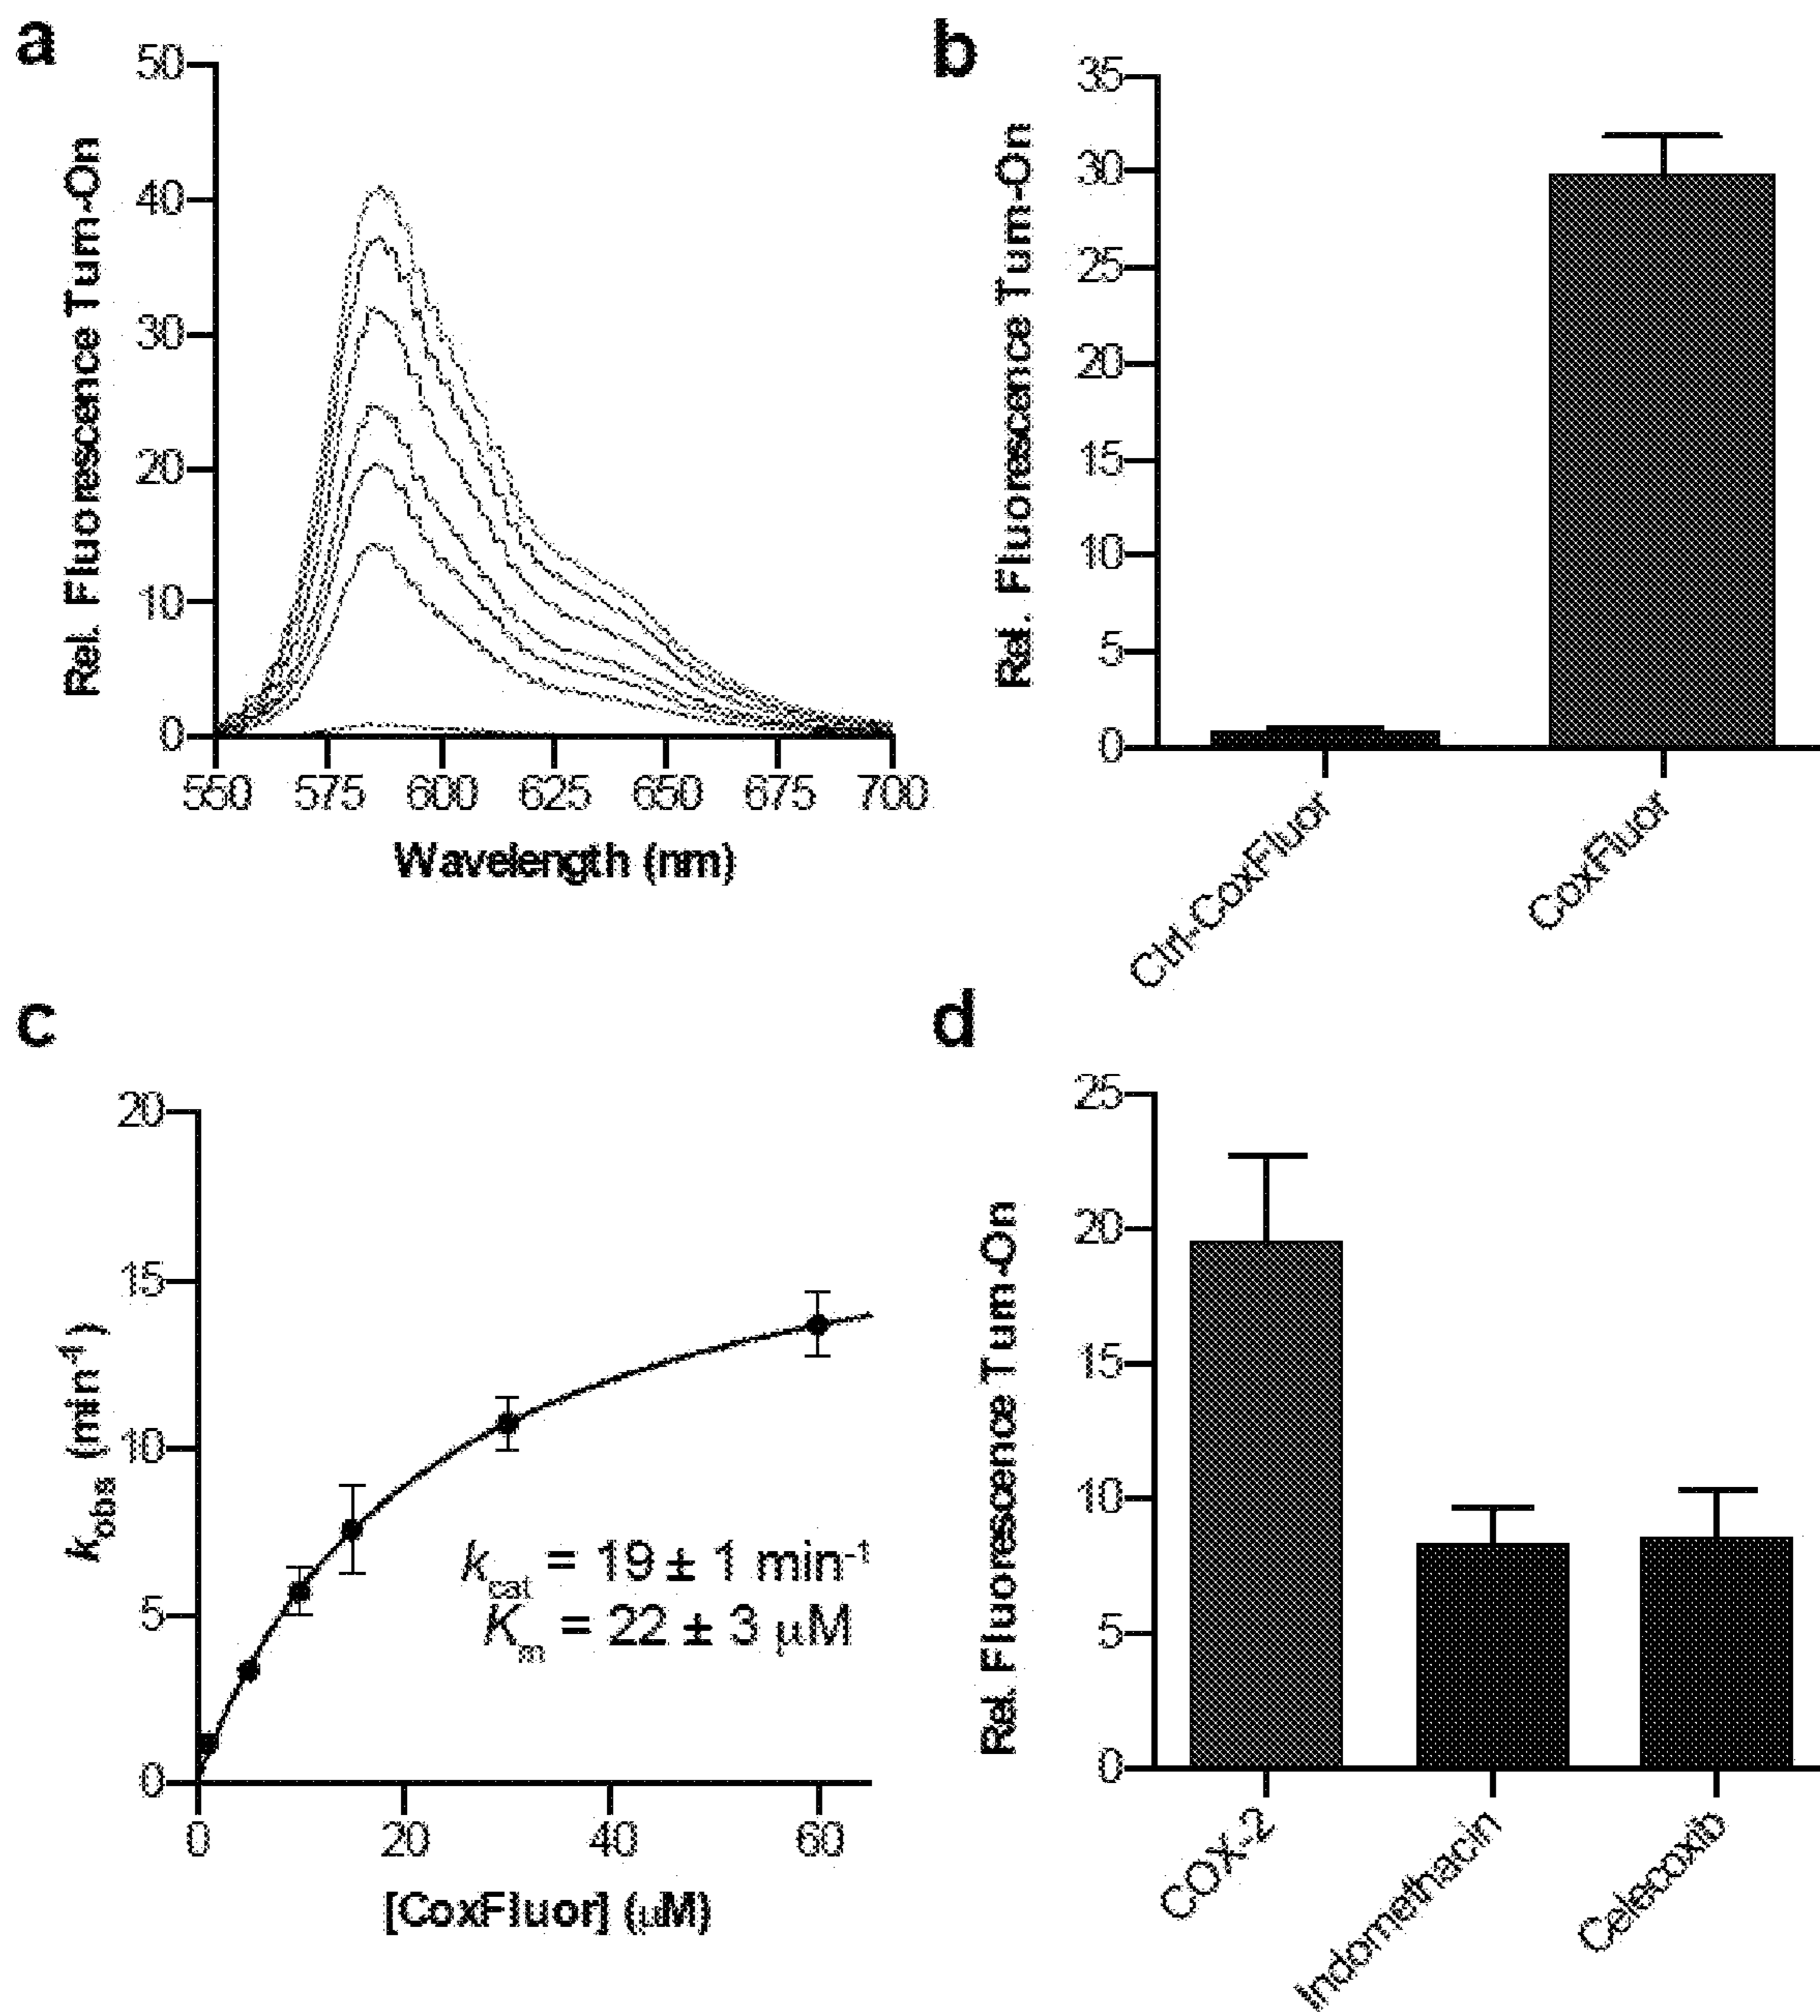 a
50
40
30
20
10
0
Rel. Fluorescence Turn-On
550 575 600 625 650 675 700
Wavelength (nm)
b
35
30
25
20
15
10
5
0
Rel. Fluorescence Turn-On
Ctrl-CoxFluor
CoxFluor
c
20
15
10
5
0
kobs (min-1)
kcat = 19 ± 1 min-1
Km = 22 ± 3 μM
0 20 40 60
[CoxFluor] (μM)
d
25
20
15
10
5
0
Rel. Fluorescence Turn-On
COX-2
Indomethacin
Celecoxib